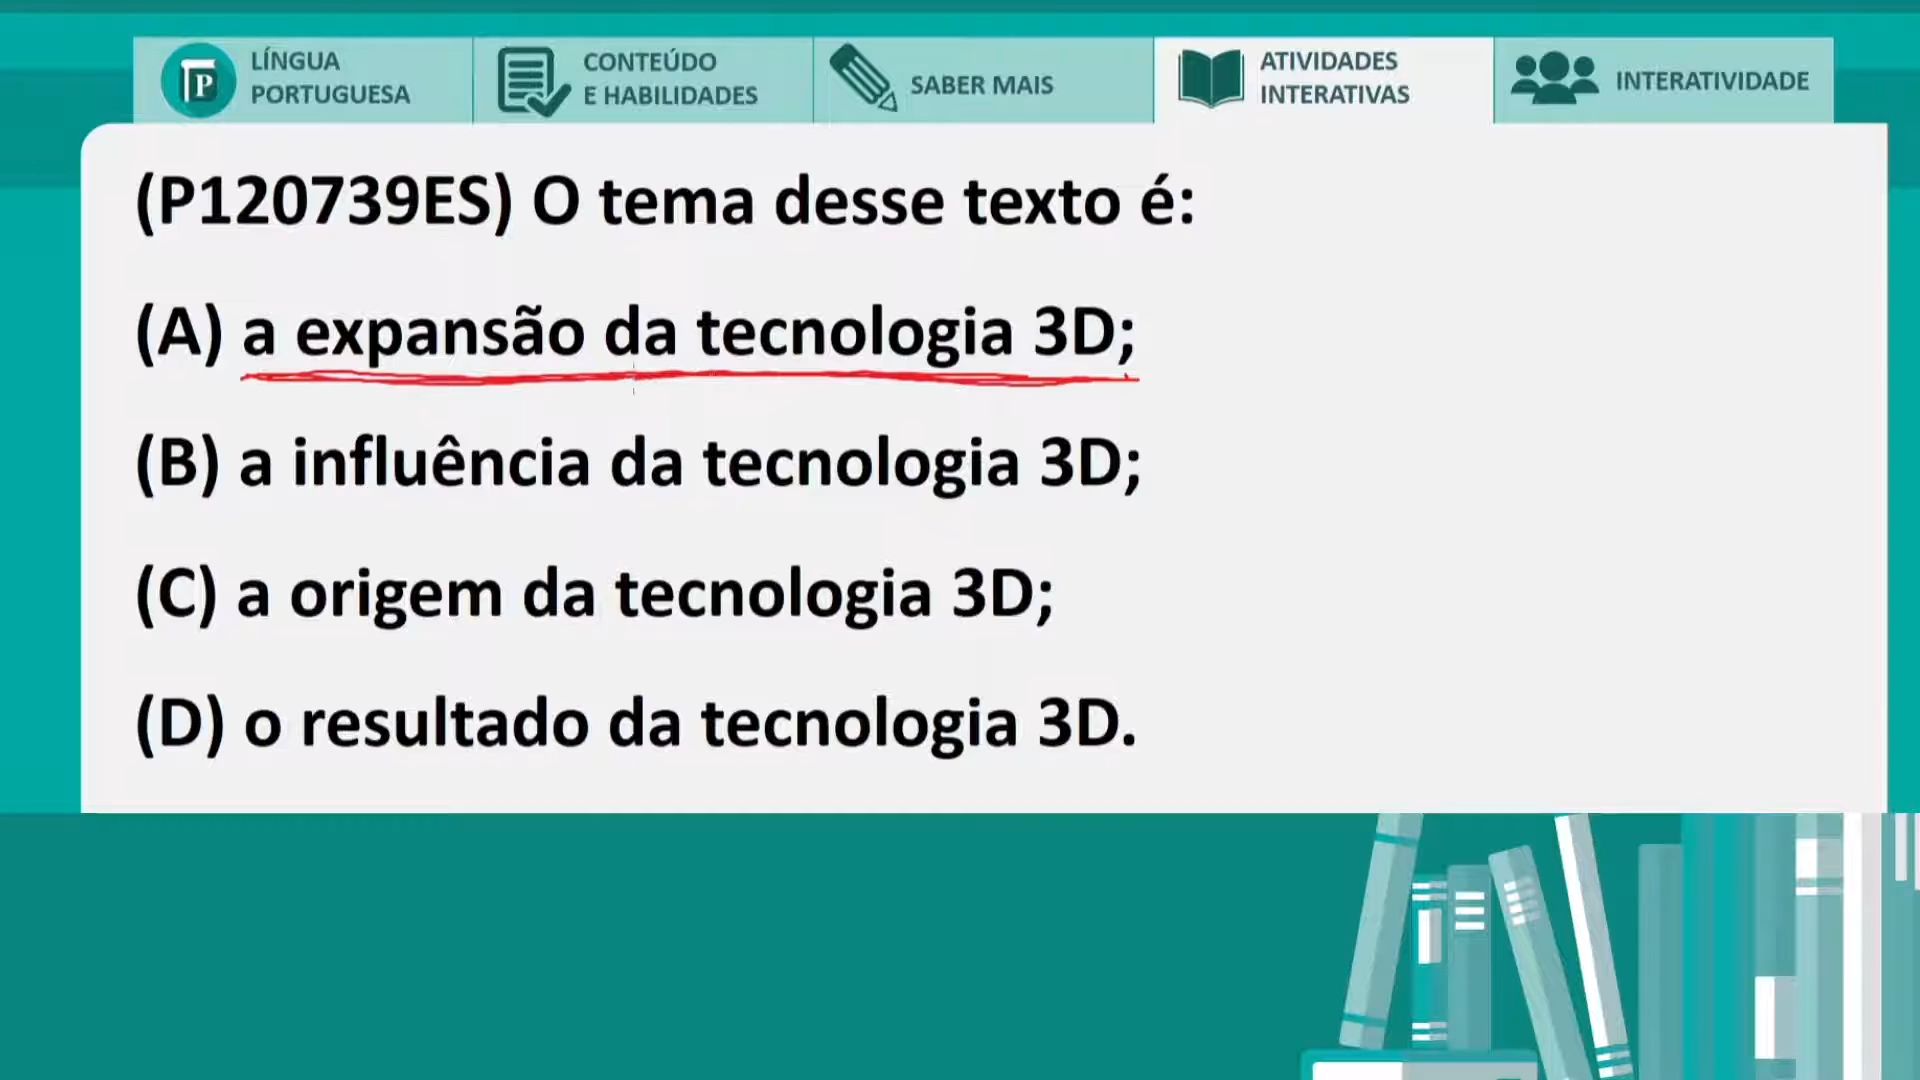 LÍNGUA
PORTUGUESA
CONTEÚDO
E HABILIDADES
SABER MAIS
ATIVIDADES
INTERATIVAS
INTERATIVIDADE
(P120739ES) O tema desse texto é:
(A) a expansão da tecnologia 3D;
(B) a influência da tecnologia 3D;
(C) a origem da tecnologia 3D;
(D) o resultado da tecnologia 3D.